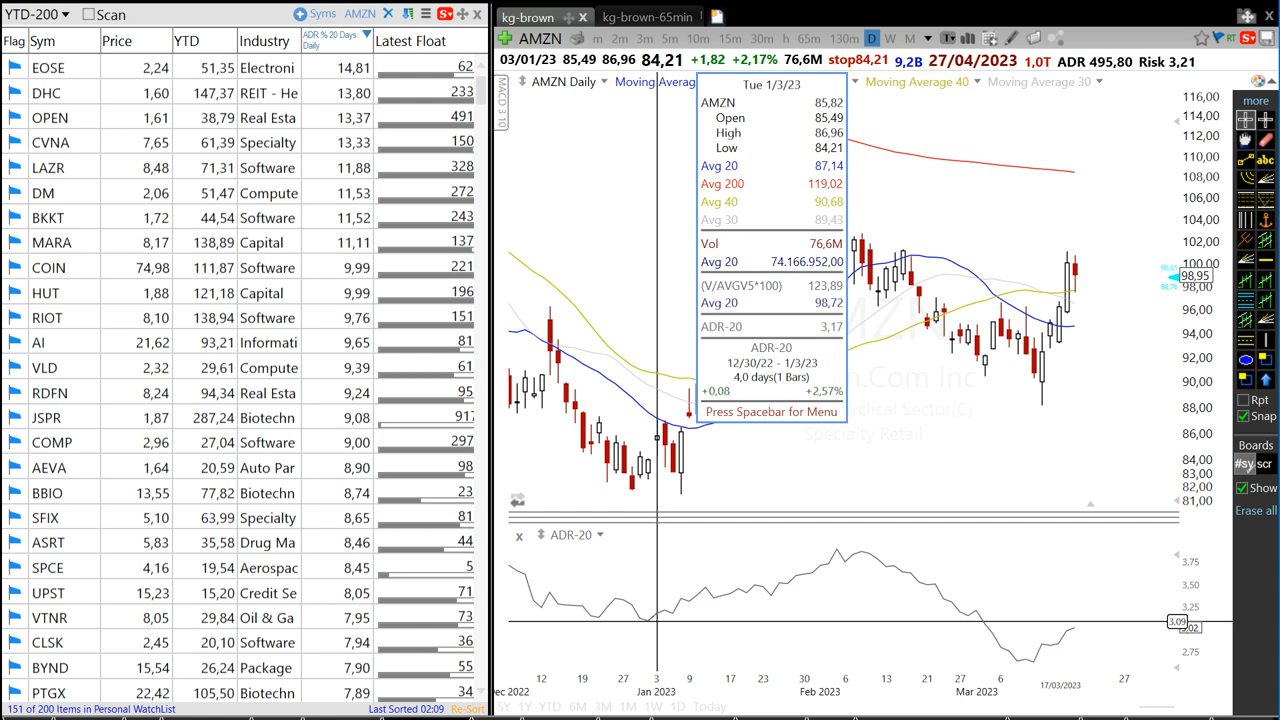 YTD-200 Scan Syms AMZN
Flag Sym Price YTD Industry ADR % 20 Days Daily Latest Float
EOSE 2,24 51,35 Electroni 14,81 62
DHC 1,60 147,37 REIT - He 13,68 233
OPEN 1,61 38,79 Real Esta 13,37 491
CVNA 7,65 61,39 Specialty 13,33 150
LAZR 8,48 71,31 Software 11,88 328
DM 2,06 51,47 Compute 11,53 272
BKKT 1,72 44,54 Software 11,52 243
MARA 8,17 138,89 Capital 11,11 137
COIN 74,98 111,87 Software 9,99 221
HUT 1,88 121,18 Capital 9,99 196
RIOT 8,10 138,94 Software 9,76 151
AI 21,62 93,21 Informati 9,65 81
VLD 2,32 29,61 Compute 9,39 61
RDFN 8,24 94,34 Real Esta 9,24 95
JSPR 1,87 287,24 Biotechn 9,08 917
COMP 2,96 27,04 Software 9,00 297
AEVA 1,64 20,59 Auto Par 8,90 98
BBIO 13,55 77,82 Biotechn 8,74 23
SFIX 5,10 63,99 Specialty 8,65 81
ASRT 5,83 35,58 Drug Ma 8,46 44
SPCE 4,16 19,54 Aerospac 8,45 5
UPST 15,23 15,20 Credit Se 8,05 71
VTNR 8,05 29,84 Oil & Ga 7,95 73
CLSK 2,45 20,10 Software 7,94 36
BYND 15,54 26,24 Package 7,90 55
PTGX 22,42 105,50 Biotechn 7,89 34
151 of 200 Items in Personal WatchList Last Sorted 02:09 Re-Sort
kg-brown kg-brown-65min
AMZN m 2m 5m 10m 15m 30m h 65m 130m D W M RT
03/01/23 85,49 86,96 84,21 +1,82 +2,17% 76,6M stop84,21 9,2B 27/04/2023 1,0T ADR 495,80 Risk 3,21
AMZN Daily Moving Averag Moving Average 40 Moving Average 30
MACD 3 10
Tue 1/3/23
AMZN 85,82
Open 85,49
High 86,96
Low 84,21
Avg 20 87,14
Avg 200 119,02
Avg 40 90,68
Avg 30 89,43
Vol 76,6M
Avg 20 74.166.952,00
(V/AVGV5*100) 123,89
Avg 20 98,72
ADR-20 3,17
ADR-20
12/30/22 - 1/3/23
4,0 days(1 Bars)
+0,08 +2,57%
Press Spacebar for Menu
116,00
114,00
112,00
110,00
108,00
106,00
104,00
102,00
100,00
98,95
98,00
96,00
94,00
92,00
90,00
88,00
86,00
84,00
83,00
82,00
81,00
Com Inc
yclical Sector(C)
Specialty Retail
more
abc
Rpt
Snap
Boards
#sy scr
Show
Erase all
ADR-20
3.75
3.50
3.25
3.09
3.02
2.75
12 19 27 3 9 17 23 30 6 13 21 27 6 17/03/2023 27
Dec 2022 Jan 2023 Feb 2023 Mar 2023
5Y 1Y YTD 6M 3M 1M 1W 1D Today